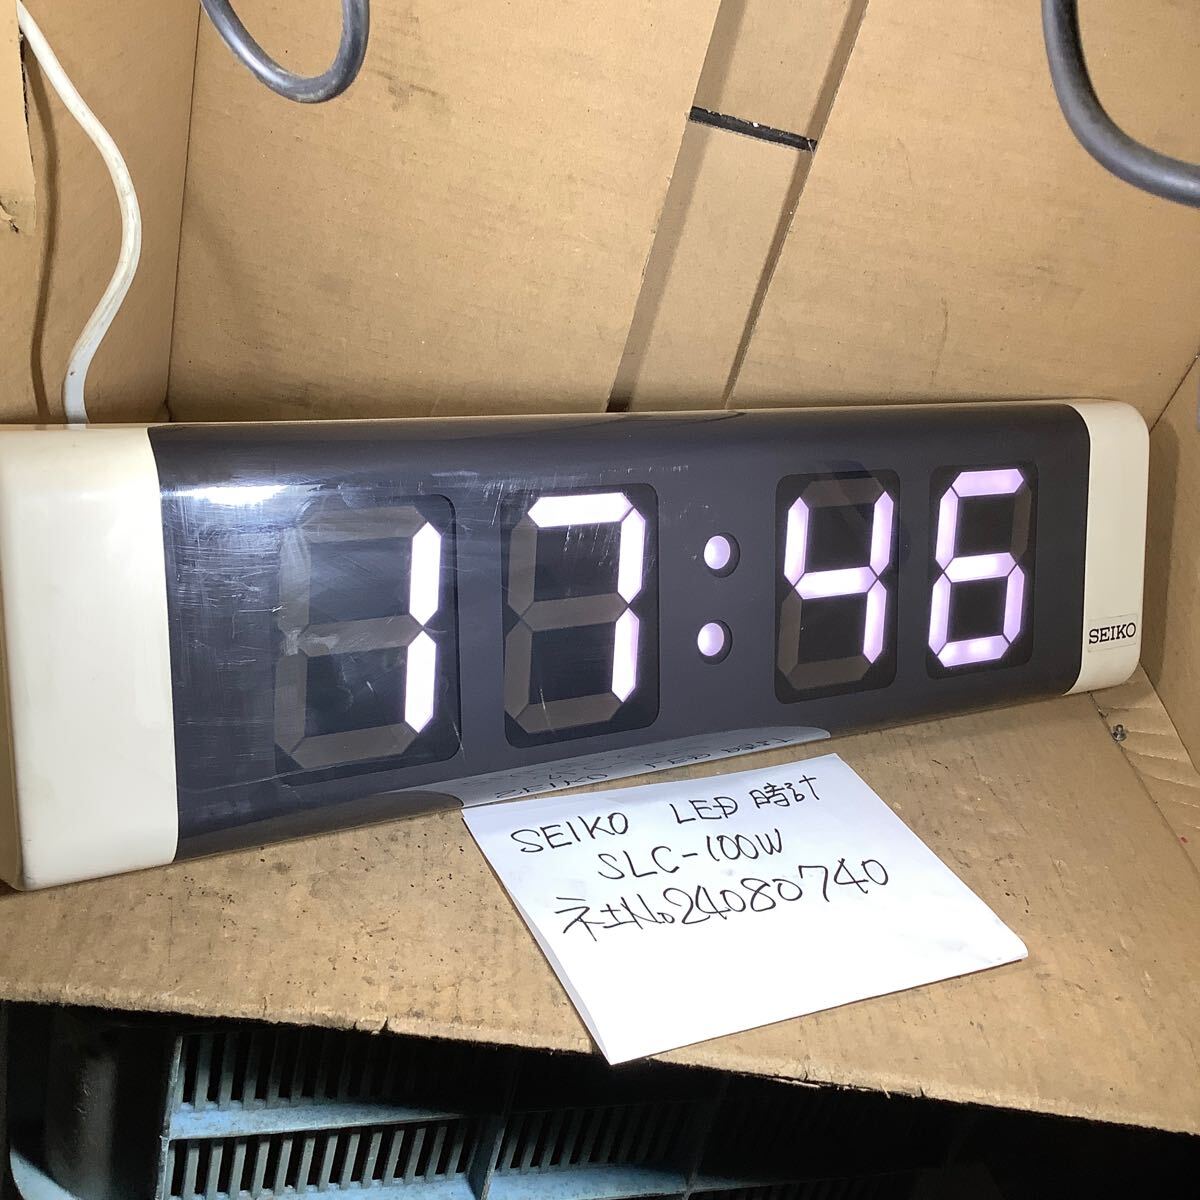 17:46
SEIKO
SEIKO LED 時計
SLC-100W
社No24080740